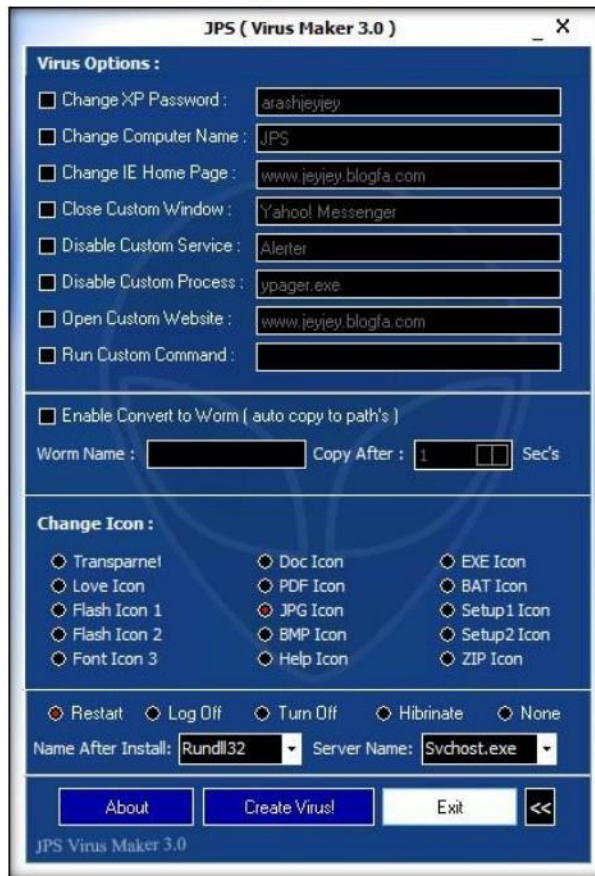 JPS ( Virus Maker 3.0 )
_ X
Virus Options :
Change XP Password : arashjeyjey
Change Computer Name : JPS
Change IE Home Page : www.jeyjey.blogfa.com
Close Custom Window : Yahoo! Messenger
Disable Custom Service : Alerter
Disable Custom Process : ypager.exe
Open Custom Website : www.jeyjey.blogfa.com
Run Custom Command :
Enable Convert to Worm ( auto copy to path's )
Worm Name : Copy After : 1 Sec's
Change Icon :
Transparnet Doc Icon EXE Icon
Love Icon PDF Icon BAT Icon
Flash Icon 1 JPG Icon Setup1 Icon
Flash Icon 2 BMP Icon Setup2 Icon
Font Icon 3 Help Icon ZIP Icon
Restart Log Off Turn Off Hibrinate None
Name After Install: Rundll32 Server Name: Svchost.exe
About Create Virus! Exit <<
JPS Virus Maker 3.0